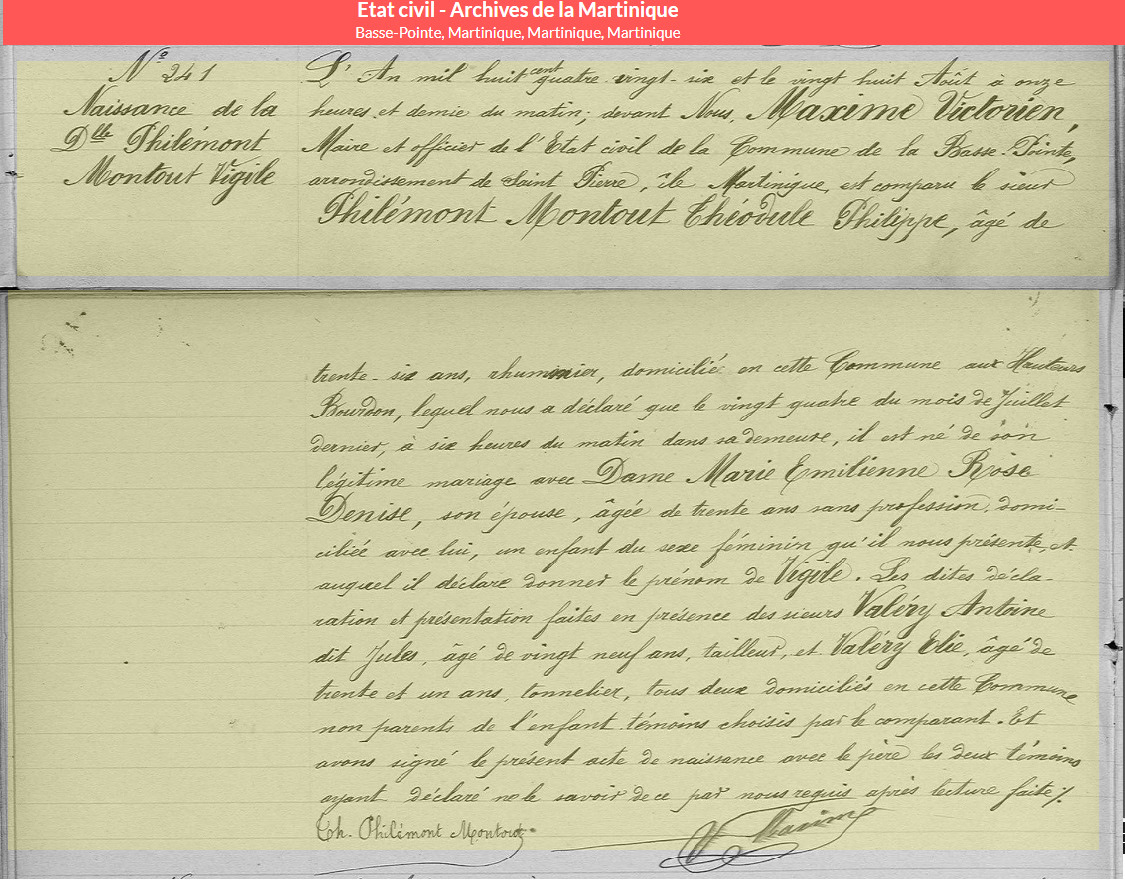 Etat civil - Archives de la Martinique
Basse-Pointe, Martinique, Martinique, Martinique
Nº 241
Naissance de la
Dlle Philémont
Montout Vigile
L'An mil huit cent quatre-vingt-six et le vingt huit Août à onze
heures et demie du matin; devant Nous, Maxime Victorien,
Maire et officier de l'Etat civil de la Commune de la Basse-Pointe,
arrondissement de Saint Pierre, île Martinique, est comparu le sieur
Philémont Montout Théodule Philippe, âgé de
trente-six ans, rhummier, domicilié en cette Commune aux Hauteurs
Bourdon, lequel nous a déclaré que le vingt quatre du mois de Juillet
dernier, à six heures du matin dans sa demeure, il est né de son
légitime mariage avec Dame Marie Emilienne Rose
Denise, son épouse, âgée de trente ans sans profession, domi-
ciliée avec lui, un enfant du sexe féminin qu'il nous présente, et
auquel il déclare donner le prénom de Vigile. Les dites décla-
ration et présentation faites en présence des sieurs Valéry Antoine
dit Jules, âgé de vingt neuf ans, tailleur, et Valéry Elie, âgé de
trente et un ans, tonnelier, tous deux domiciliés en cette Commune
non parents de l'enfant témoins choisis par le comparant. Et
avons signé le présent acte de naissance avec le père les deux témoins
ayant déclaré ne le savoir de ce par nous requis après lecture faite/.
Th. Philémont Montout
V Maxime